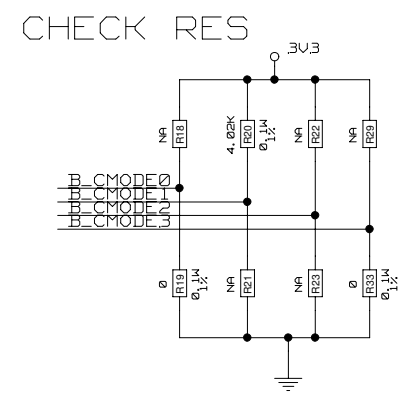 CHECK RES
3V3
NA R18
4.02K R20 0.1W 1%
NA R22
NA R29
B_CMODE0
B_CMODE1
B_CMODE2
B_CMODE3
0 R19 0.1W 1%
NA R21
NA R23
0 R33 0.1W 1%